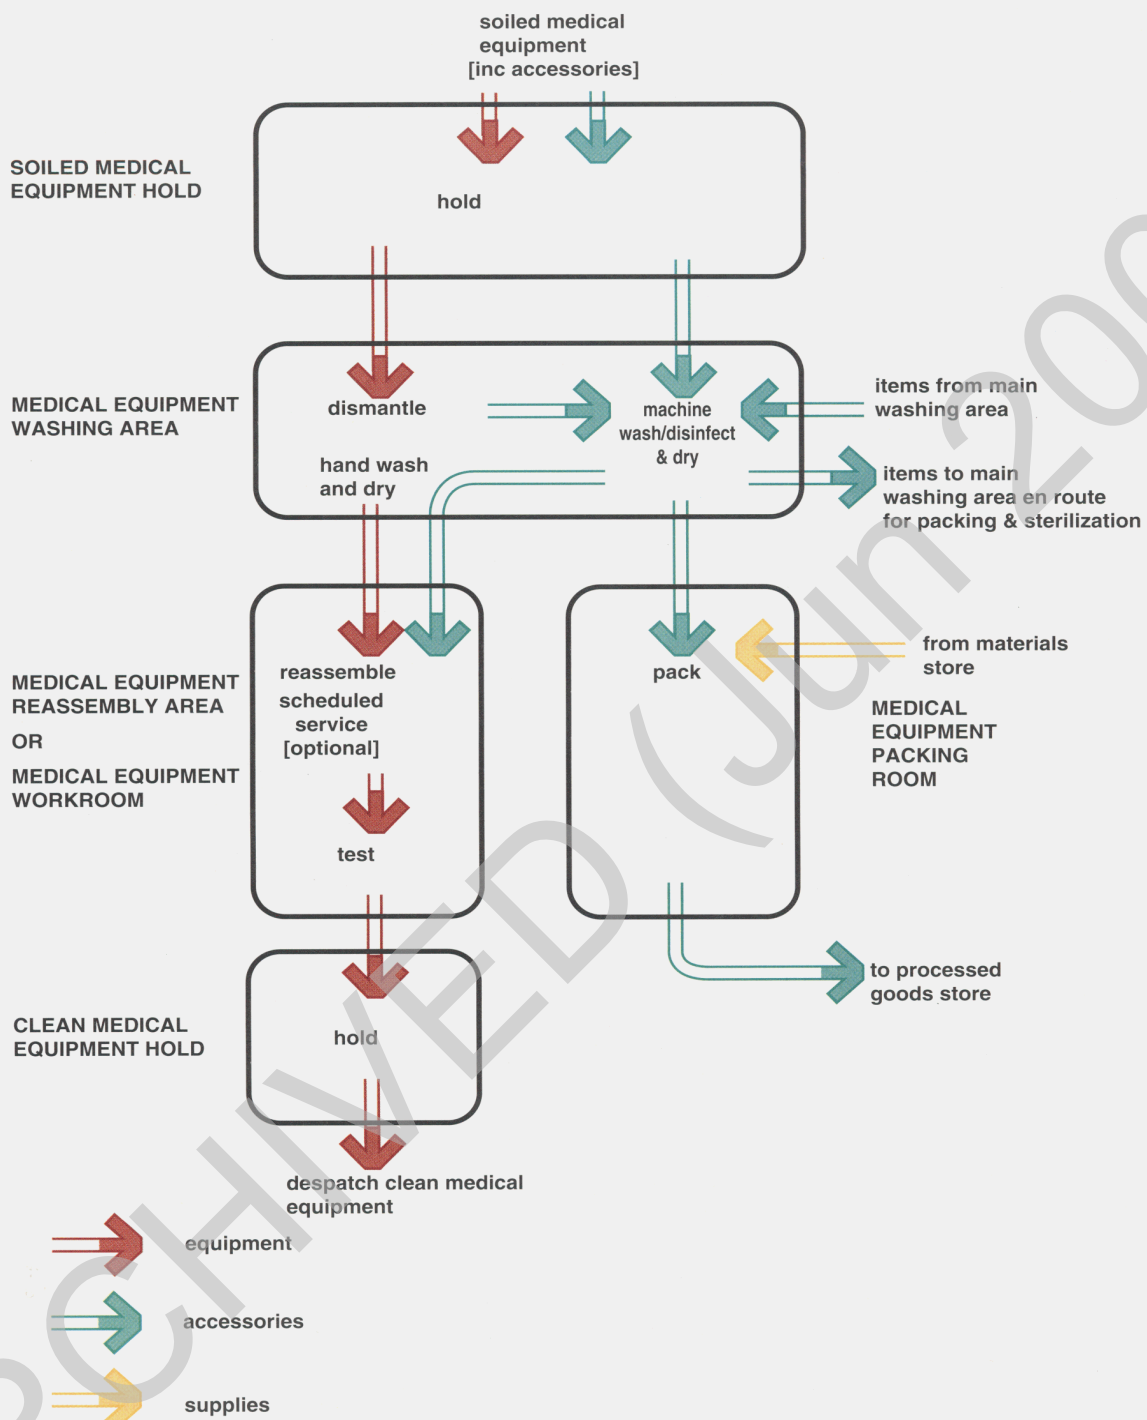 soiled medical
equipment
[inc accessories]
SOILED MEDICAL
EQUIPMENT HOLD
hold
MEDICAL EQUIPMENT
WASHING AREA
dismantle
hand wash
and dry
machine
wash/disinfect
& dry
items from main
washing area
items to main
washing area en route
for packing & sterilization
MEDICAL EQUIPMENT
REASSEMBLY AREA
OR
MEDICAL EQUIPMENT
WORKROOM
reassemble
scheduled
service
[optional]
test
pack
from materials
store
MEDICAL
EQUIPMENT
PACKING
ROOM
to processed
goods store
CLEAN MEDICAL
EQUIPMENT HOLD
hold
despatch clean medical
equipment
equipment
accessories
supplies